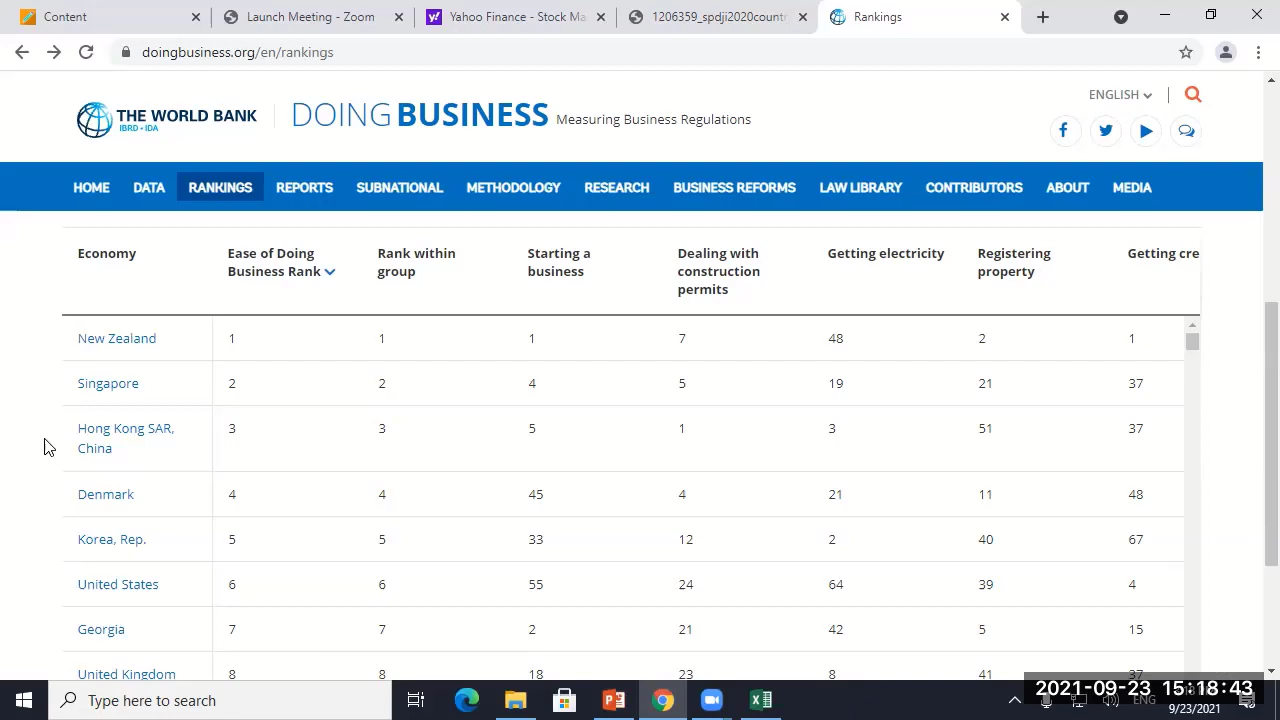 Content
Launch Meeting - Zoom
Yahoo Finance - Stock Ma
1206359_spdji2020count
Rankings
doingbusiness.org/en/rankings
THE WORLD BANK
IBRD • IDA
DOING BUSINESS Measuring Business Regulations
ENGLISH
HOME DATA RANKINGS REPORTS SUBNATIONAL METHODOLOGY RESEARCH BUSINESS REFORMS LAW LIBRARY CONTRIBUTORS ABOUT MEDIA
Economy
Ease of Doing
Business Rank
Rank within
group
Starting a
business
Dealing with
construction
permits
Getting electricity
Registering
property
Getting cre
New Zealand 1 1 1 7 48 2 1
Singapore 2 2 4 5 19 21 37
Hong Kong SAR, 3 3 5 1 3 51 37
China
Denmark 4 4 45 4 21 11 48
Korea, Rep. 5 5 33 12 2 40 67
United States 6 6 55 24 64 39 4
Georgia 7 7 2 21 42 5 15
United Kingdom 8 8 18 23 8 41 37
Type here to search
2021-09-23 15:18:43
ENG
9/23/2021